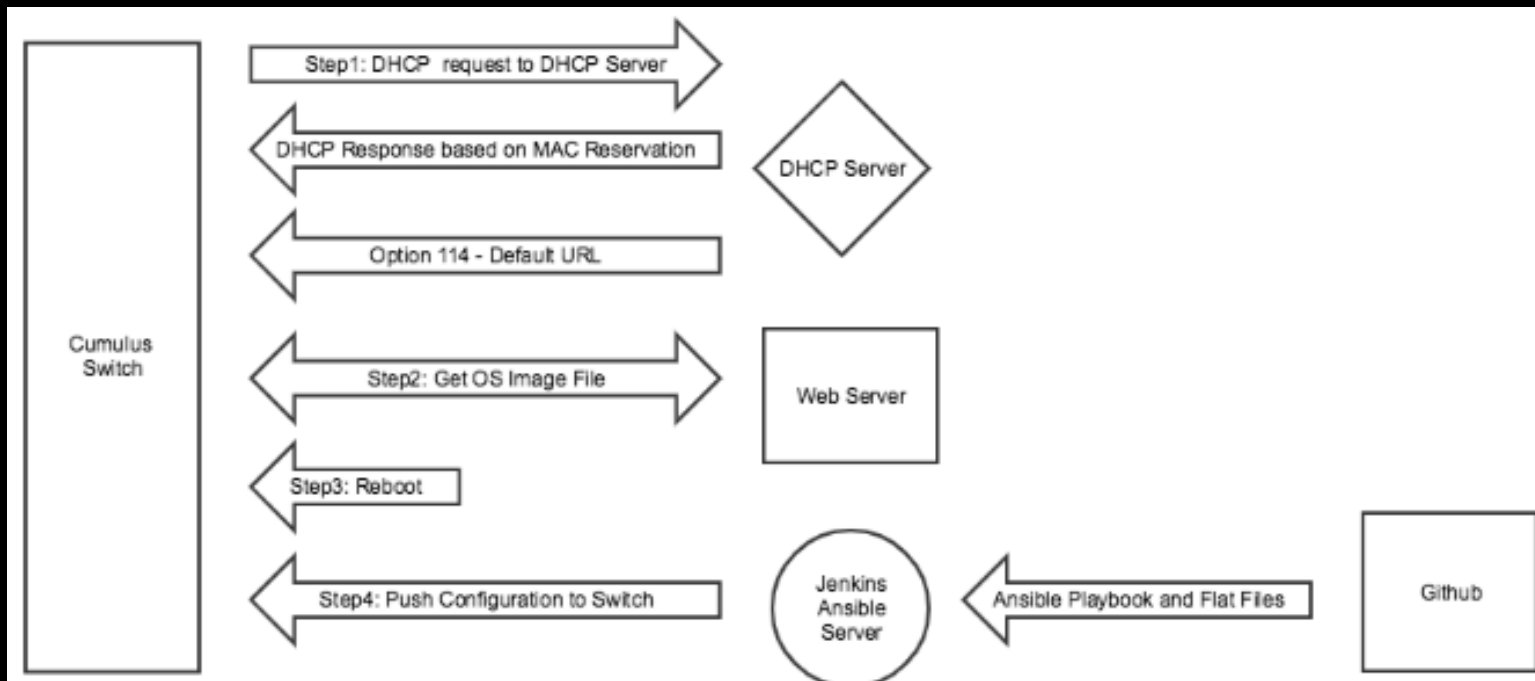 Step1: DHCP request to DHCP Server
DHCP Response based on MAC Reservation
DHCP Server
Option 114 - Default URL
Cumulus
Switch
Step2: Get OS Image File
Web Server
Step3: Reboot
Step4: Push Configuration to Switch
Jenkins
Ansible
Server
Ansible Playbook and Flat Files
Github